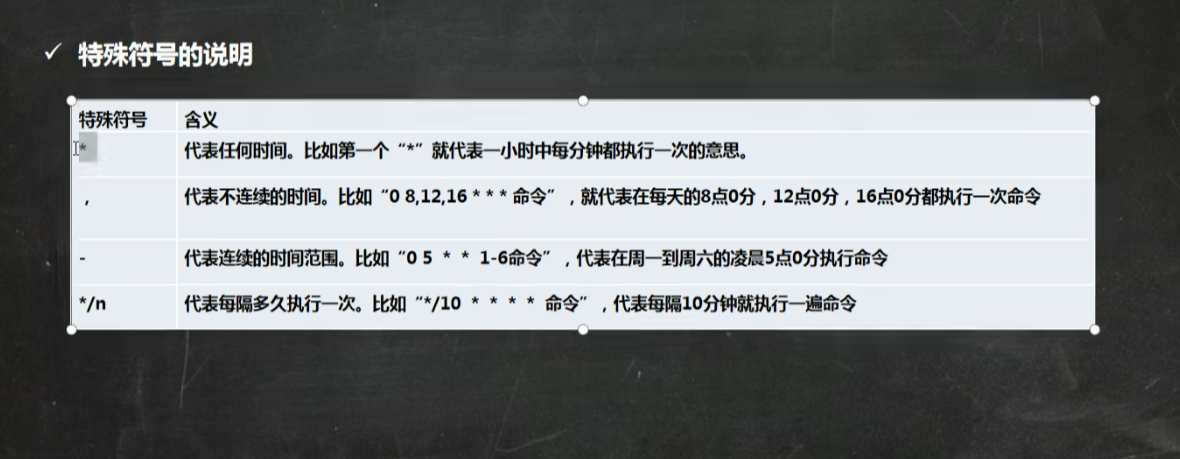 特殊符号的说明
特殊符号 含义
* 代表任何时间。比如第一个“*”就代表一小时中每分钟都执行一次的意思。
, 代表不连续的时间。比如“0 8,12,16 * * * 命令”，就代表在每天的8点0分，12点0分，16点0分都执行一次命令
- 代表连续的时间范围。比如“0 5 * * 1-6命令”，代表在周一到周六的凌晨5点0分执行命令
*/n 代表每隔多久执行一次。比如“*/10 * * * * 命令”，代表每隔10分钟就执行一遍命令